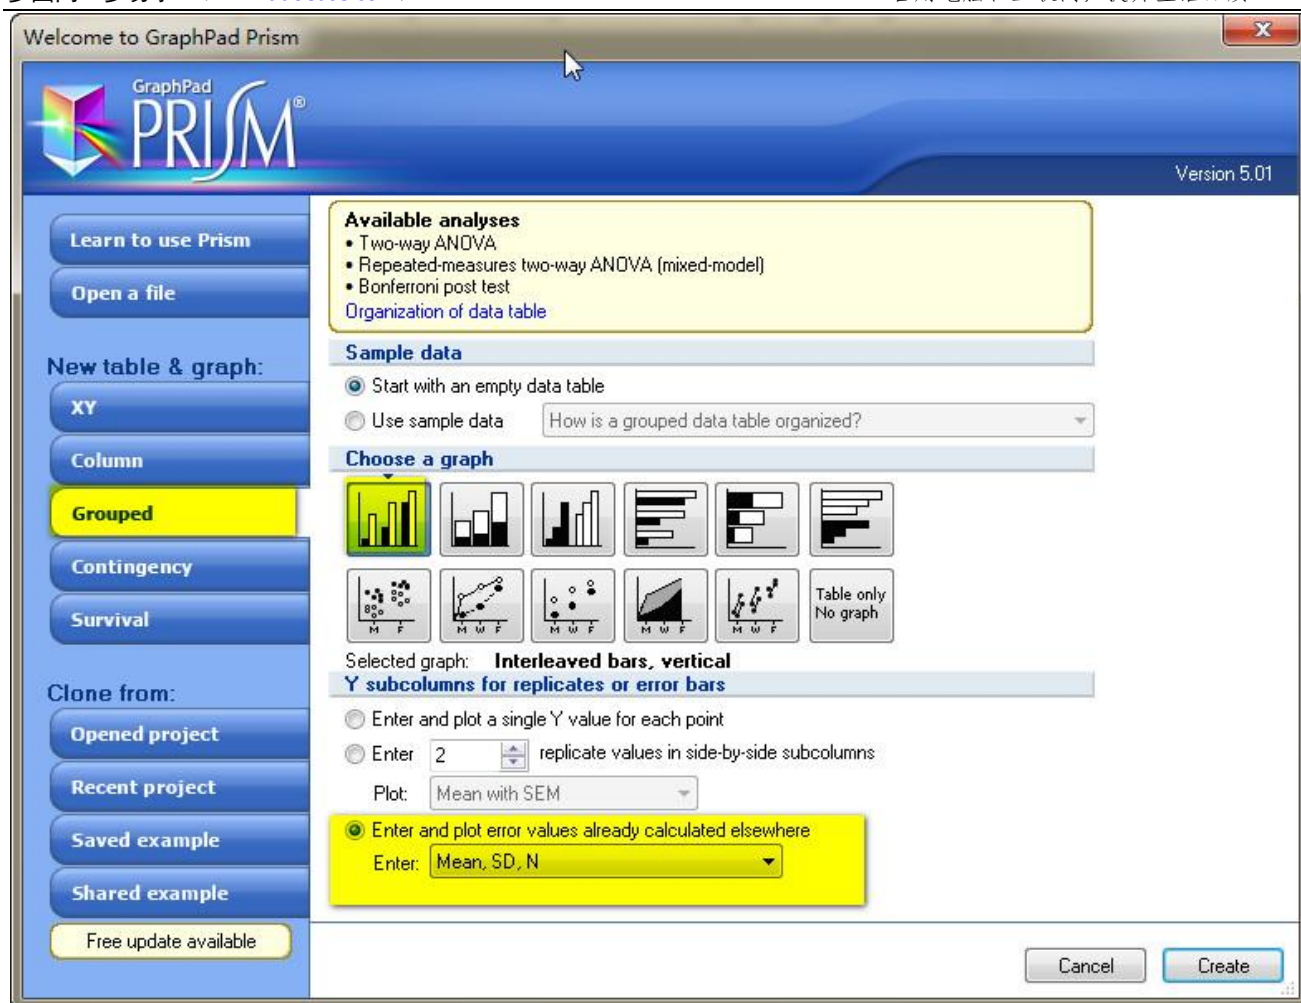 Welcome to GraphPad Prism
GraphPad
PRISM®
Version 5.01
Learn to use Prism
Open a file
New table & graph:
XY
Column
Grouped
Contingency
Survival
Clone from:
Opened project
Recent project
Saved example
Shared example
Free update available
Available analyses
• Two-way ANOVA
• Repeated-measures two-way ANOVA (mixed-model)
• Bonferroni post test
Organization of data table
Sample data
Start with an empty data table
Use sample data How is a grouped data table organized?
Choose a graph
M F
M W F
M W F
M W F
M W F
Table only
No graph
Selected graph: Interleaved bars, vertical
Y subcolumns for replicates or error bars
Enter and plot a single Y value for each point
Enter 2 replicate values in side-by-side subcolumns
Plot: Mean with SEM
Enter and plot error values already calculated elsewhere
Enter: Mean, SD, N
Cancel Create